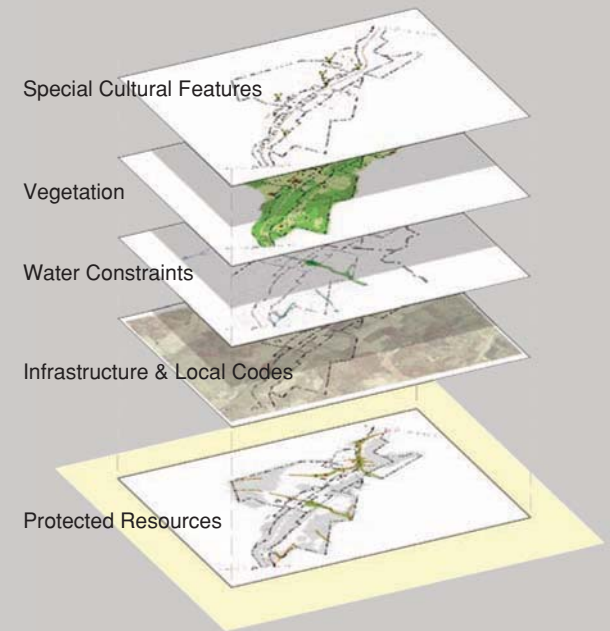 Special Cultural Features
Vegetation
Water Constraints
Infrastructure & Local Codes
Protected Resources